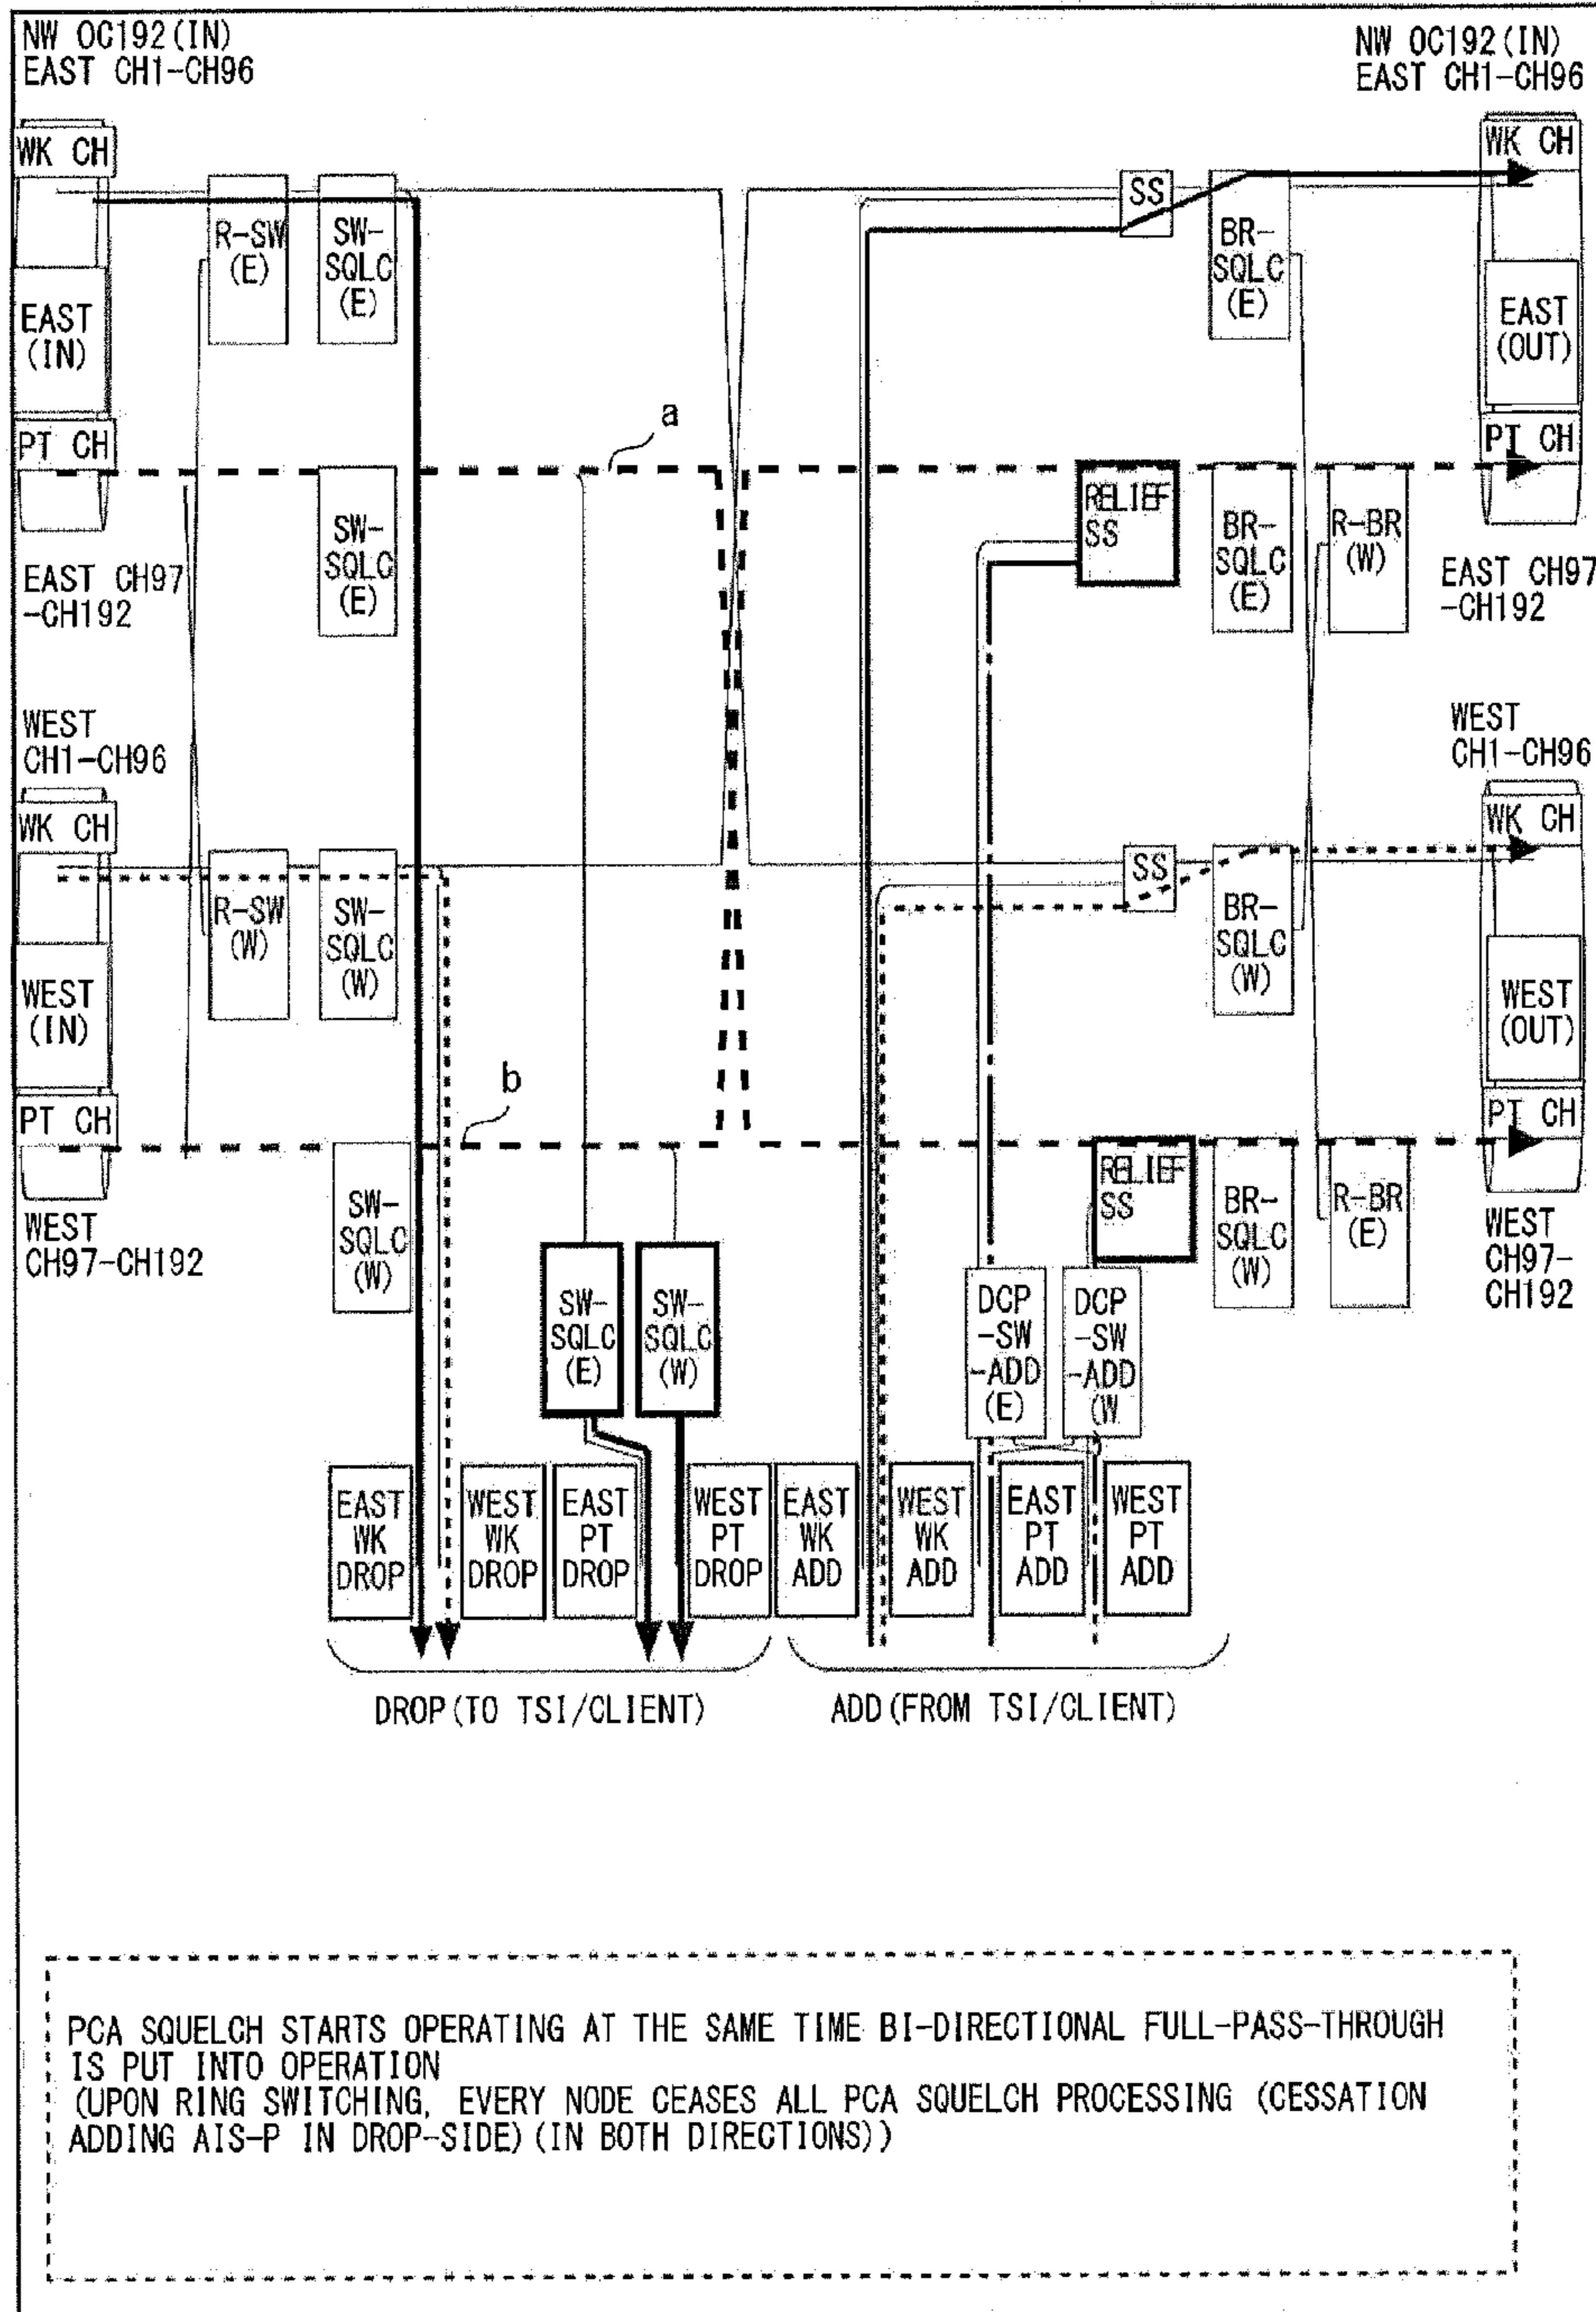 NW OC192(IN)
EAST CH1-CH96
NW OC192(IN)
EAST CH1-CH96
WK CH
WK CH
SS
R-SW
(E)
SW-
SQLC
(E)
BR-
SQLC
(E)
EAST
(IN)
EAST
(OUT)
a
PT CH
PT CH
RELIEF
SS
SW-
SQLC
(E)
BR-
SQLC
(E)
R-BR
(W)
EAST CH97
-CH192
EAST CH97
-CH192
WEST
CH1-CH96
WEST
CH1-CH96
WK CH
WK CH
SS
R-SW
(W)
SW-
SQLC
(W)
BR-
SQLC
(W)
WEST
(IN)
WEST
(OUT)
b
PT CH
PT CH
RELIEF
SS
SW-
SQLC
(W)
BR-
SQLC
(W)
R-BR
(E)
WEST
CH97-CH192
WEST
CH97-
CH192
SW-
SQLC
(E)
SW-
SQLC
(W)
DCP
-SW
-ADD
(E)
DCP
-SW
-ADD
(W
EAST
WK
DROP
WEST
WK
DROP
EAST
PT
DROP
WEST
PT
DROP
EAST
WK
ADD
WEST
WK
ADD
EAST
PT
ADD
WEST
PT
ADD
DROP(TO TSI/CLIENT)
ADD(FROM TSI/CLIENT)
PCA SQUELCH STARTS OPERATING AT THE SAME TIME BI-DIRECTIONAL FULL-PASS-THROUGH
IS PUT INTO OPERATION
(UPON RING SWITCHING, EVERY NODE CEASES ALL PCA SQUELCH PROCESSING (CESSATION
ADDING AIS-P IN DROP-SIDE)(IN BOTH DIRECTIONS))